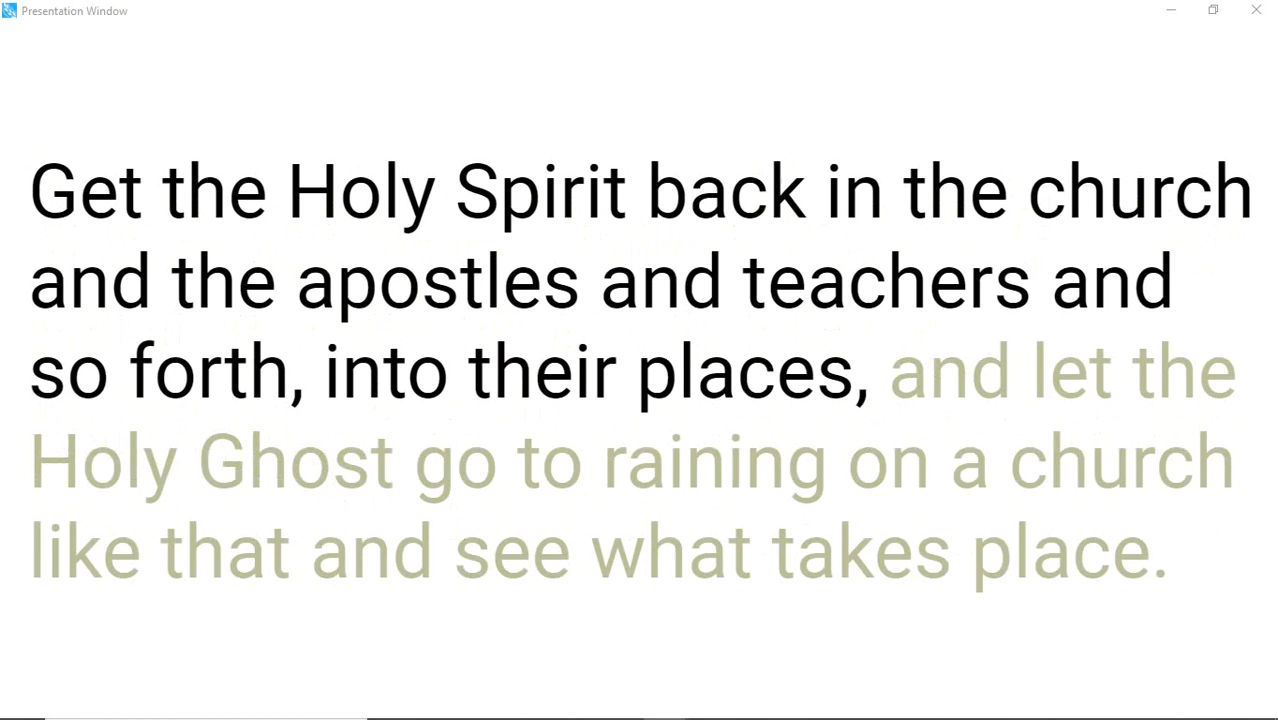 Presentation Window
Get the Holy Spirit back in the church
and the apostles and teachers and
so forth, into their places, and let the
Holy Ghost go to raining on a church
like that and see what takes place.